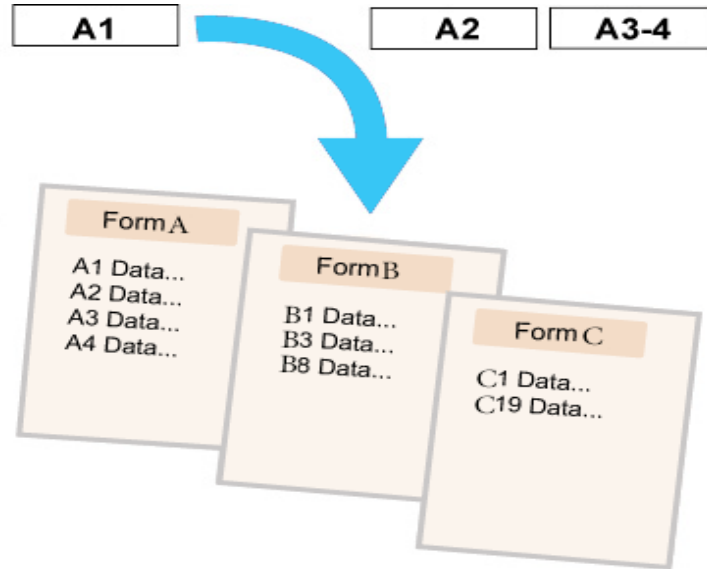 A1
A2
A3-4
Form A
A1 Data...
A2 Data...
A3 Data...
A4 Data...
Form B
B1 Data...
B3 Data...
B8 Data...
Form C
C1 Data...
C19 Data...